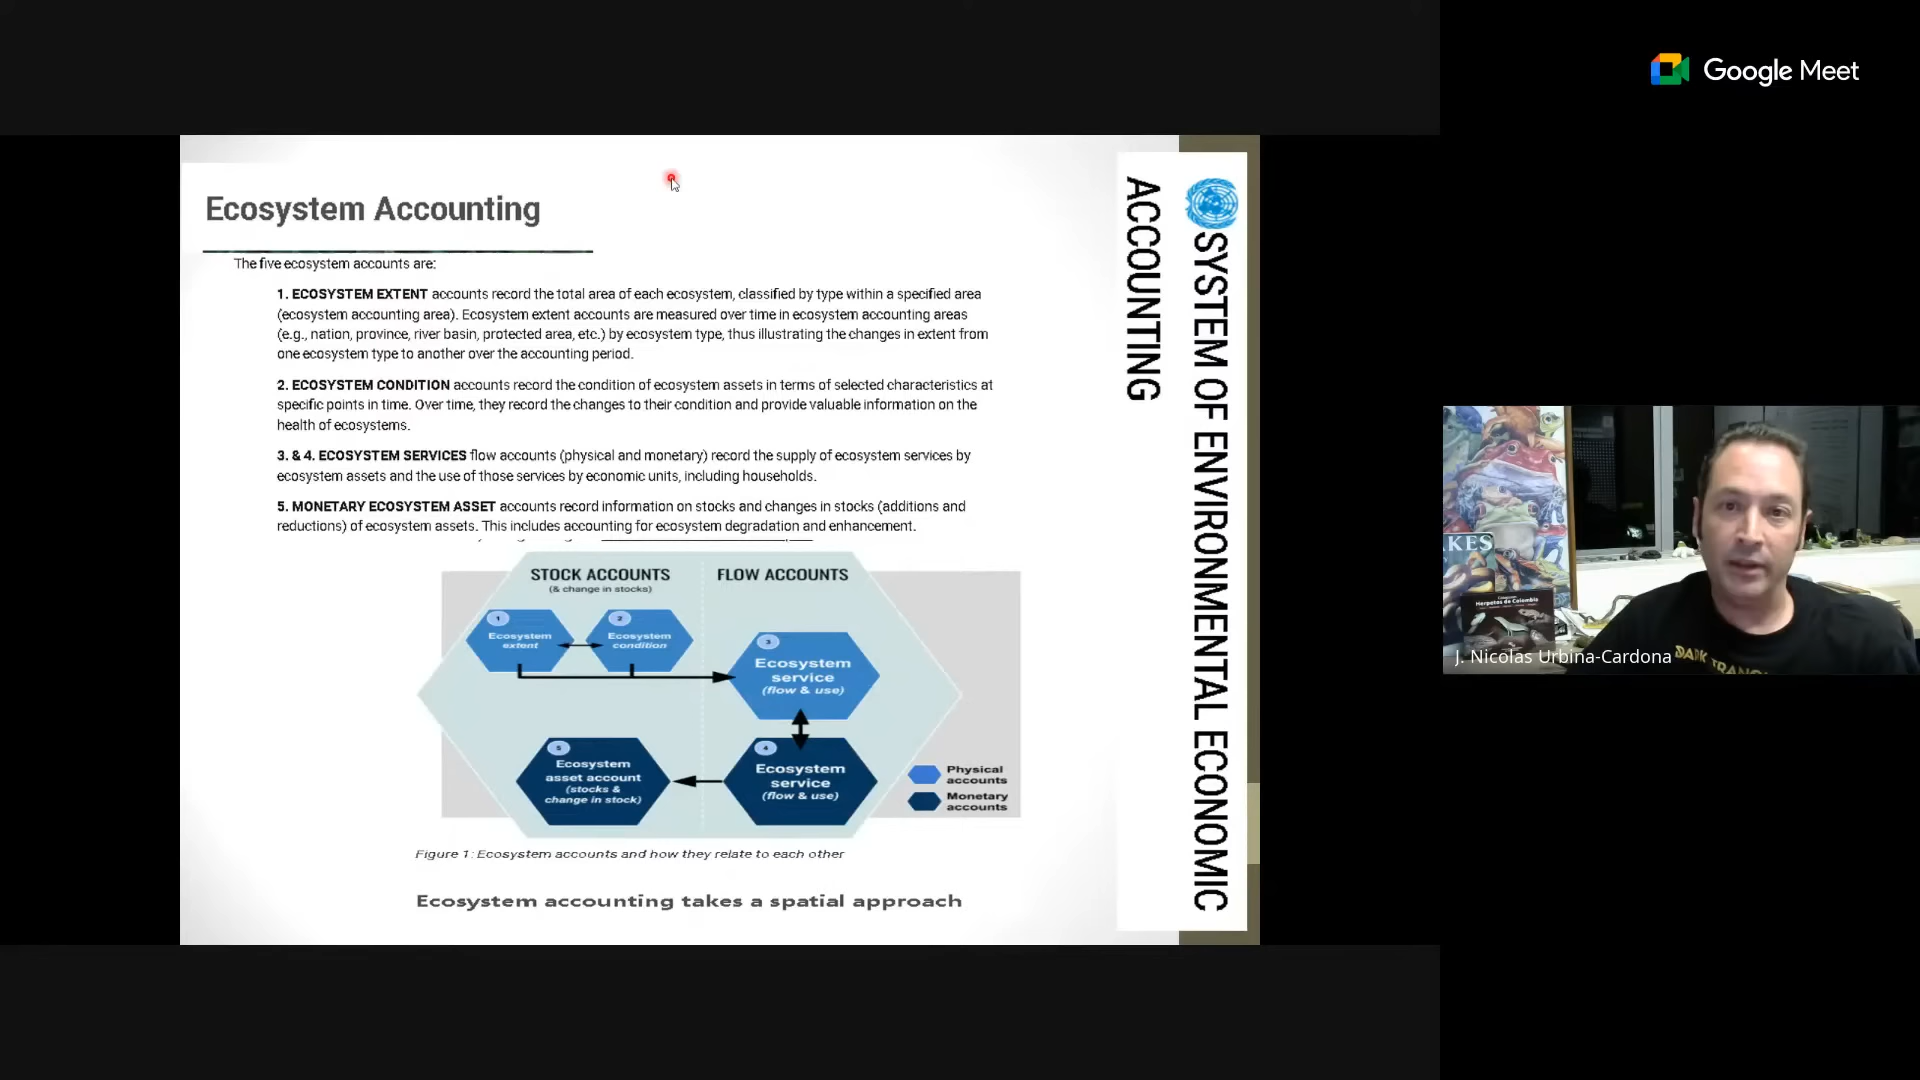 Google Meet
Ecosystem Accounting
The five ecosystem accounts are:
1. ECOSYSTEM EXTENT accounts record the total area of each ecosystem, classified by type within a specified area
(ecosystem accounting area). Ecosystem extent accounts are measured over time in ecosystem accounting areas
(e.g., nation, province, river basin, protected area, etc.) by ecosystem type, thus illustrating the changes in extent from
one ecosystem type to another over the accounting period.
2. ECOSYSTEM CONDITION accounts record the condition of ecosystem assets in terms of selected characteristics at
specific points in time. Over time, they record the changes to their condition and provide valuable information on the
health of ecosystems.
3. & 4. ECOSYSTEM SERVICES flow accounts (physical and monetary) record the supply of ecosystem services by
ecosystem assets and the use of those services by economic units, including households.
5. MONETARY ECOSYSTEM ASSET accounts record information on stocks and changes in stocks (additions and
reductions) of ecosystem assets. This includes accounting for ecosystem degradation and enhancement.
STOCK ACCOUNTS
(& change in stocks)
FLOW ACCOUNTS
1
Ecosystem
extent
2
Ecosystem
condition
3
Ecosystem
service
(flow & use)
5
Ecosystem
asset account
(stocks &
change in stock)
4
Ecosystem
service
(flow & use)
Physical
accounts
Monetary
accounts
Figure 1: Ecosystem accounts and how they relate to each other
Ecosystem accounting takes a spatial approach
SYSTEM OF ENVIRONMENTAL ECONOMIC
ACCOUNTING
KES
Herpetos de Colombia
J. Nicolas Urbina-Cardona
DARK TRANQ